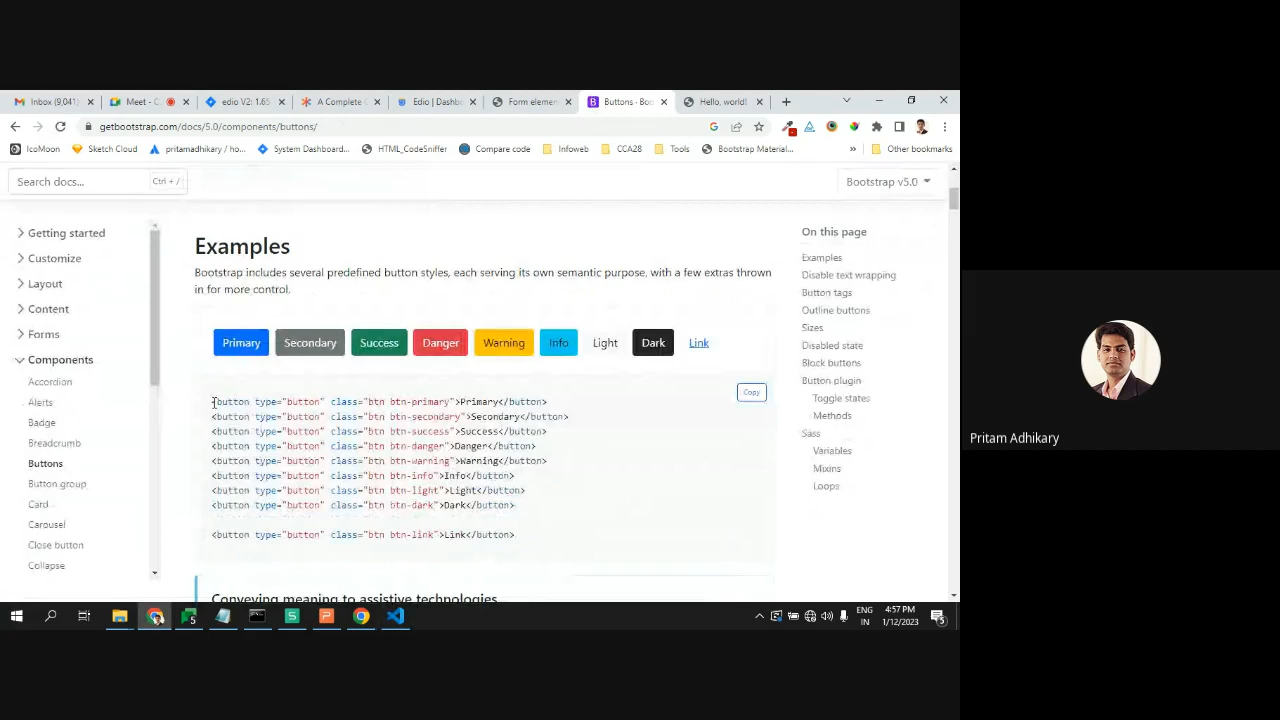 Inbox (9,041)
Meet - C
edio V2: 1.65
A Complete
Edio | Dashb
Form elemen
Buttons · Boo
Hello, world!
getbootstrap.com/docs/5.0/components/buttons/
IcoMoon
Sketch Cloud
pritamadhikary / ho...
System Dashboard...
HTML_CodeSniffer
Compare code
Infoweb
CCA28
Tools
Bootstrap Material...
»
Other bookmarks
Search docs...
Ctrl + /
Bootstrap v5.0
Getting started
Customize
Layout
Content
Forms
Components
Accordion
Alerts
Badge
Breadcrumb
Buttons
Button group
Card
Carousel
Close button
Collapse
Examples
Bootstrap includes several predefined button styles, each serving its own semantic purpose, with a few extras thrown
in for more control.
Primary Secondary Success Danger Warning Info Light Dark Link
Copy
<button type="button" class="btn btn-primary">Primary</button>
<button type="button" class="btn btn-secondary">Secondary</button>
<button type="button" class="btn btn-success">Success</button>
<button type="button" class="btn btn-danger">Danger</button>
<button type="button" class="btn btn-warning">Warning</button>
<button type="button" class="btn btn-info">Info</button>
<button type="button" class="btn btn-light">Light</button>
<button type="button" class="btn btn-dark">Dark</button>
<button type="button" class="btn btn-link">Link</button>
Conveying meaning to assistive technologies
On this page
Examples
Disable text wrapping
Button tags
Outline buttons
Sizes
Disabled state
Block buttons
Button plugin
Toggle states
Methods
Sass
Variables
Mixins
Loops
Pritam Adhikary
ENG
IN
4:57 PM
1/12/2023
5